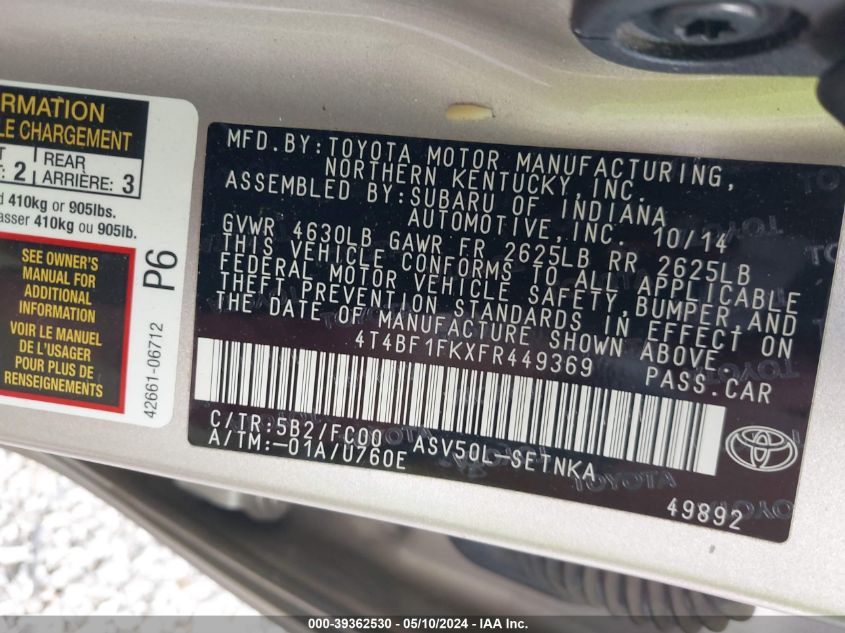 ORMATION
LE CHARGEMENT
2 REAR ARRIÈRE: 3
410kg or 905lbs.
asser 410kg ou 905lb.
SEE OWNER'S
MANUAL FOR
ADDITIONAL
INFORMATION
VOIR LE MANUEL
DE L'USAGER
POUR PLUS DE
RENSEIGNEMENTS
P6
42661-06712
MFD.BY:TOYOTA MOTOR MANUFACTURING,
NORTHERN KENTUCKY,INC.
ASSEMBLED BY:SUBARU OF INDIANA
AUTOMOTIVE,INC. 10/14
GVWR 4630LB GAWR FR 2625LB RR 2625LB
THIS VEHICLE CONFORMS TO ALL APPLICABLE
FEDERAL MOTOR VEHICLE SAFETY,BUMPER,AND
THEFT PREVENTION STANDARDS IN EFFECT ON
THE DATE OF MANUFACTURE SHOWN ABOVE.
4T4BF1FKXFR449369 PASS.CAR
C/TR:5B2/FC00 ASV50L-SETNKA
A/TM:-01A/U760E
49892
000-39362530 - 05/10/2024 - IAA Inc.